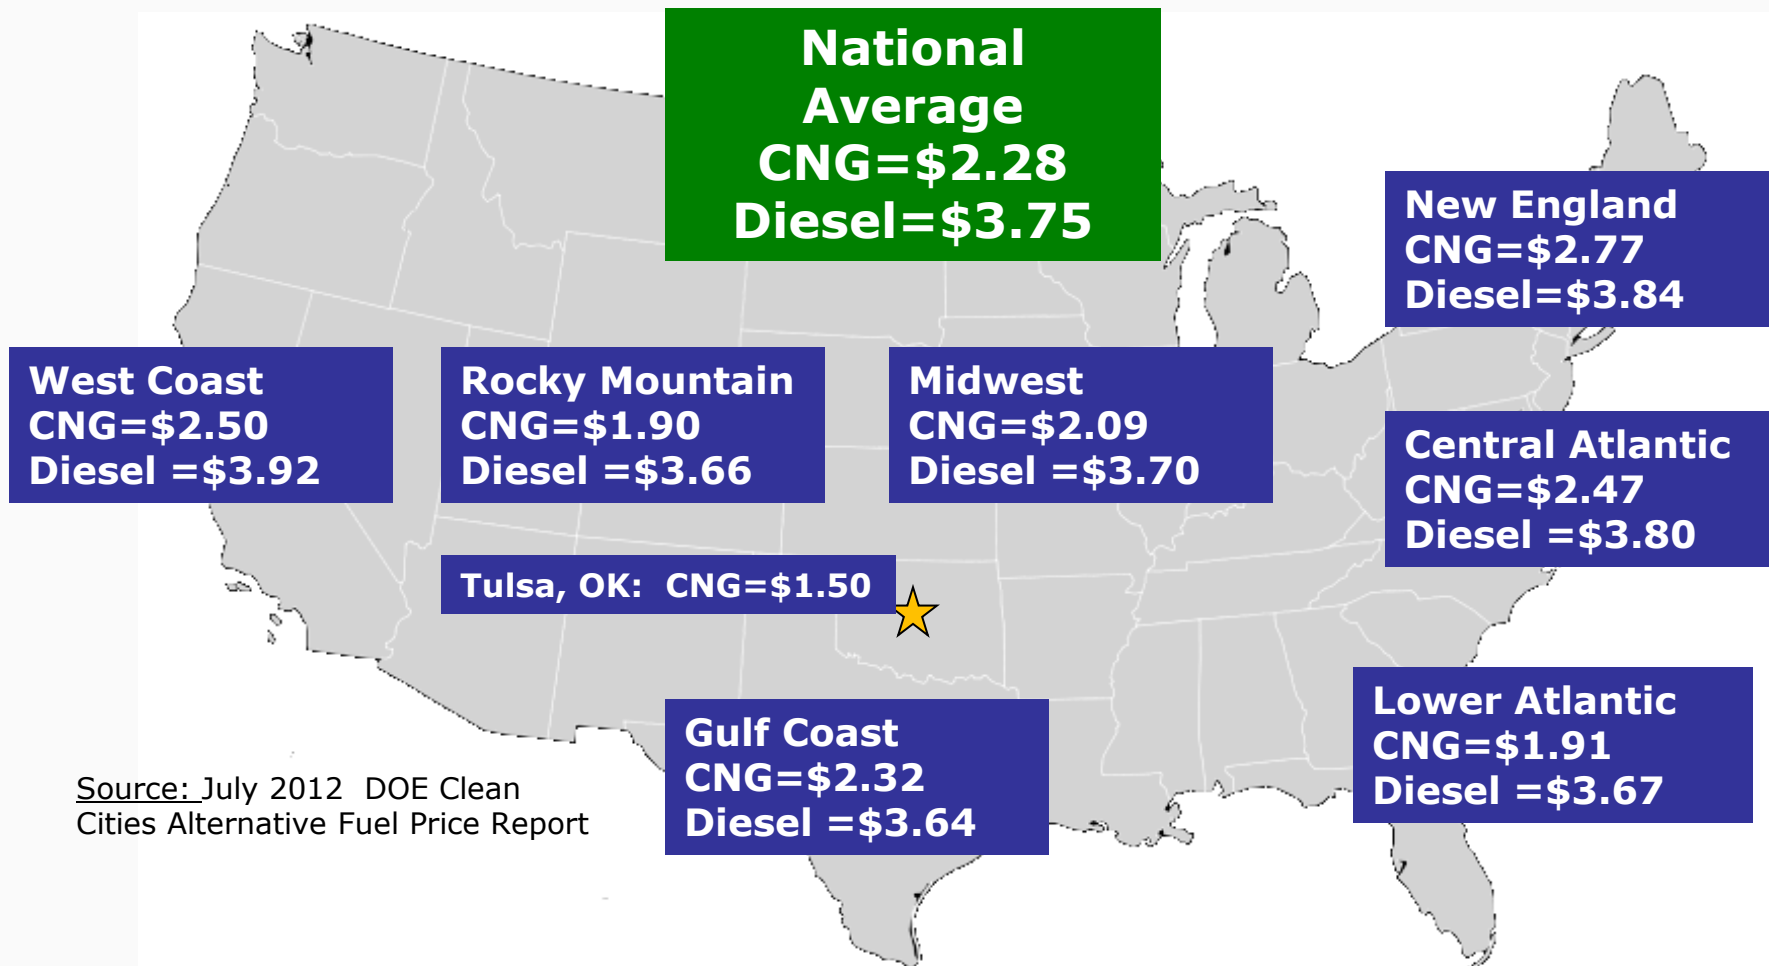 National
Average
CNG=$2.28
Diesel=$3.75
New England
CNG=$2.77
Diesel=$3.84
West Coast
CNG=$2.50
Diesel =$3.92
Rocky Mountain
CNG=$1.90
Diesel =$3.66
Midwest
CNG=$2.09
Diesel =$3.70
Central Atlantic
CNG=$2.47
Diesel =$3.80
Tulsa, OK:  CNG=$1.50
Gulf Coast
CNG=$2.32
Diesel =$3.64
Lower Atlantic
CNG=$1.91
Diesel =$3.67
Source: July 2012  DOE Clean
Cities Alternative Fuel Price Report